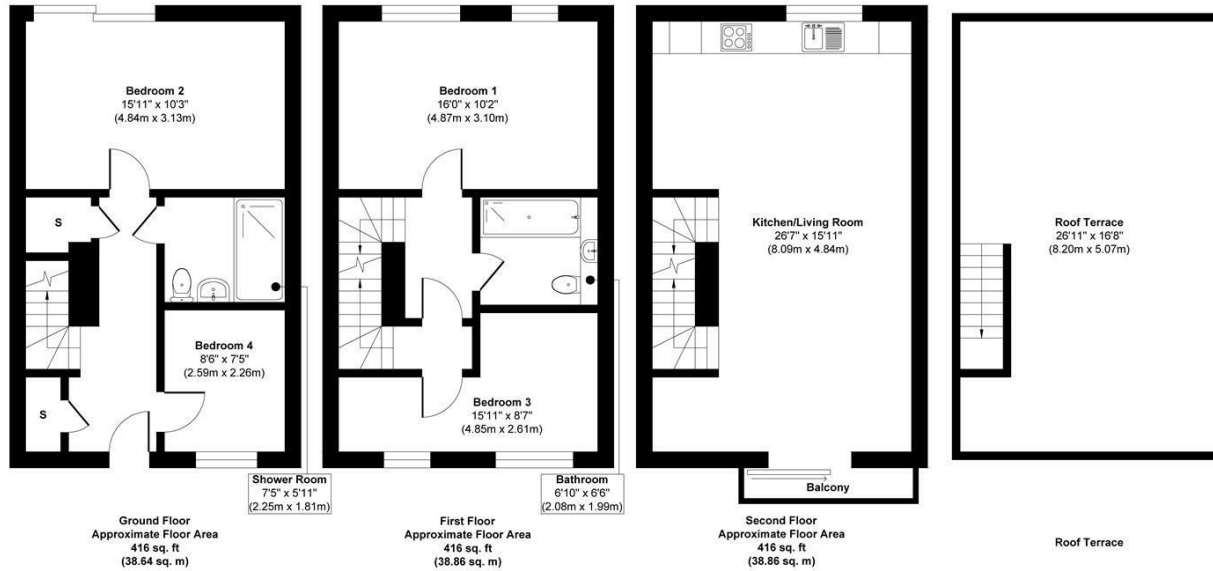 Bedroom 2
15'11" x 10'3"
(4.84m x 3.13m)
S
Bedroom 4
8'6" x 7'5"
(2.59m x 2.26m)
S
Shower Room
7'5" x 5'11"
(2.25m x 1.81m)
Ground Floor
Approximate Floor Area
416 sq. ft
(38.64 sq. m)
Bedroom 1
16'0" x 10'2"
(4.87m x 3.10m)
Bedroom 3
15'11" x 8'7"
(4.85m x 2.61m)
Bathroom
6'10" x 6'6"
(2.08m x 1.99m)
First Floor
Approximate Floor Area
416 sq. ft
(38.86 sq. m)
Kitchen/Living Room
26'7" x 15'11"
(8.09m x 4.84m)
Balcony
Second Floor
Approximate Floor Area
416 sq. ft
(38.86 sq. m)
Roof Terrace
26'11" x 16'8"
(8.20m x 5.07m)
Roof Terrace